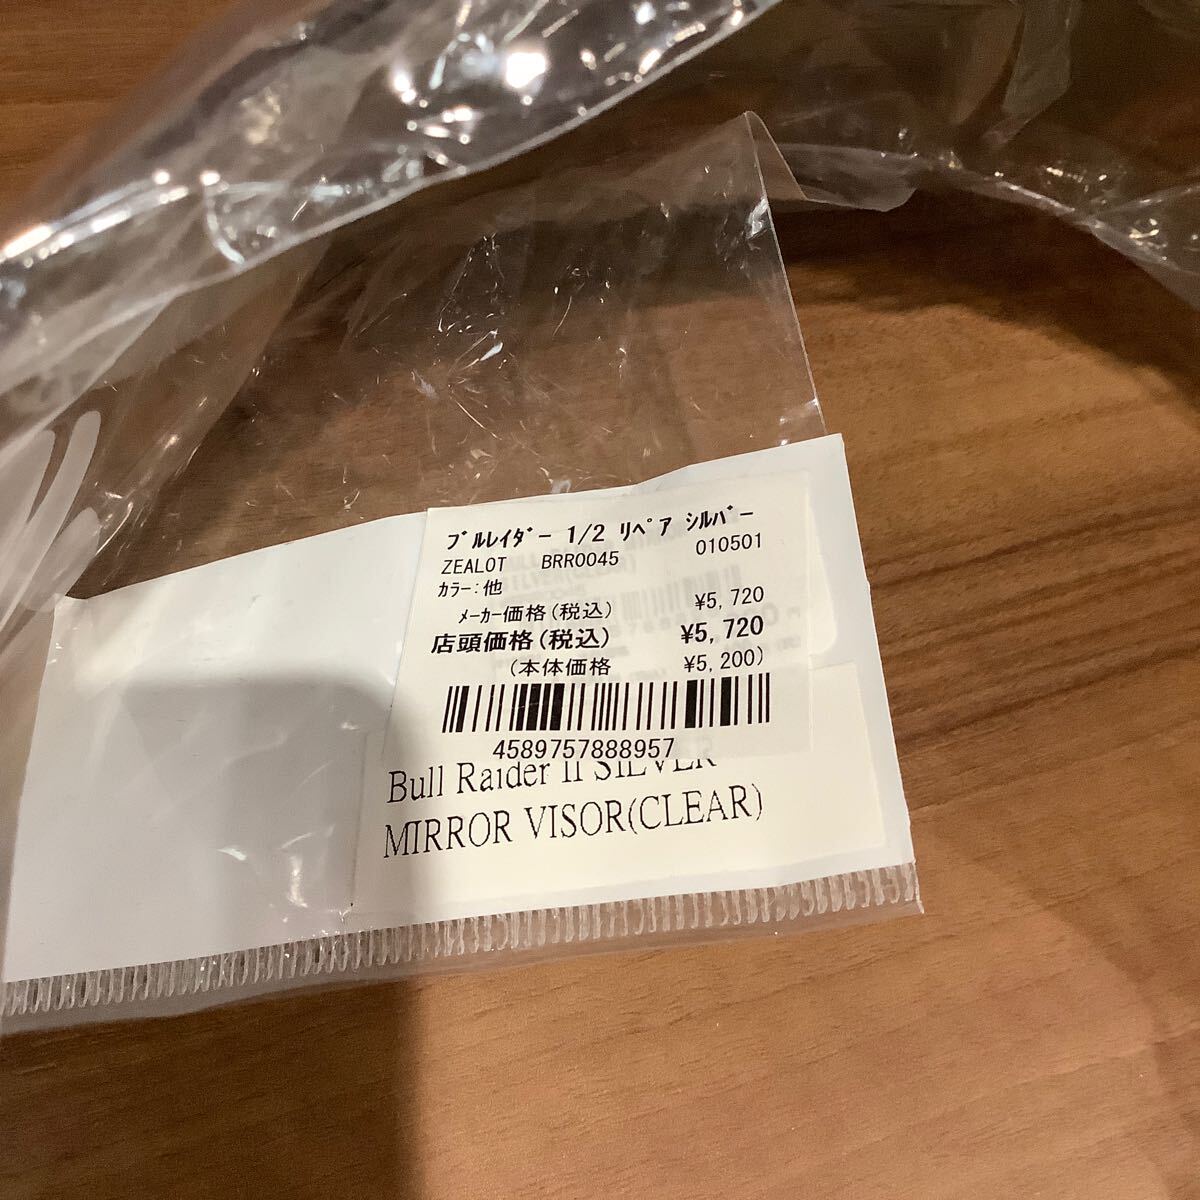 ﾌﾞﾙﾚｲﾀﾞｰ 1/2 ﾘﾍﾟｱ ｼﾙﾊﾞｰ
ZEALOT BRR0045 010501
ｶﾗｰ:他
ﾒｰｶｰ価格(税込) ¥5,720
店頭価格(税込) ¥5,720
(本体価格 ¥5,200)
4589757888957
Bull Raider II SILVER
MIRROR VISOR(CLEAR)